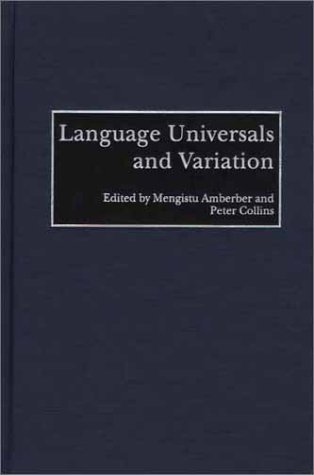 Language Universals
and Variation
Edited by Mengistu Amberber and
Peter Collins